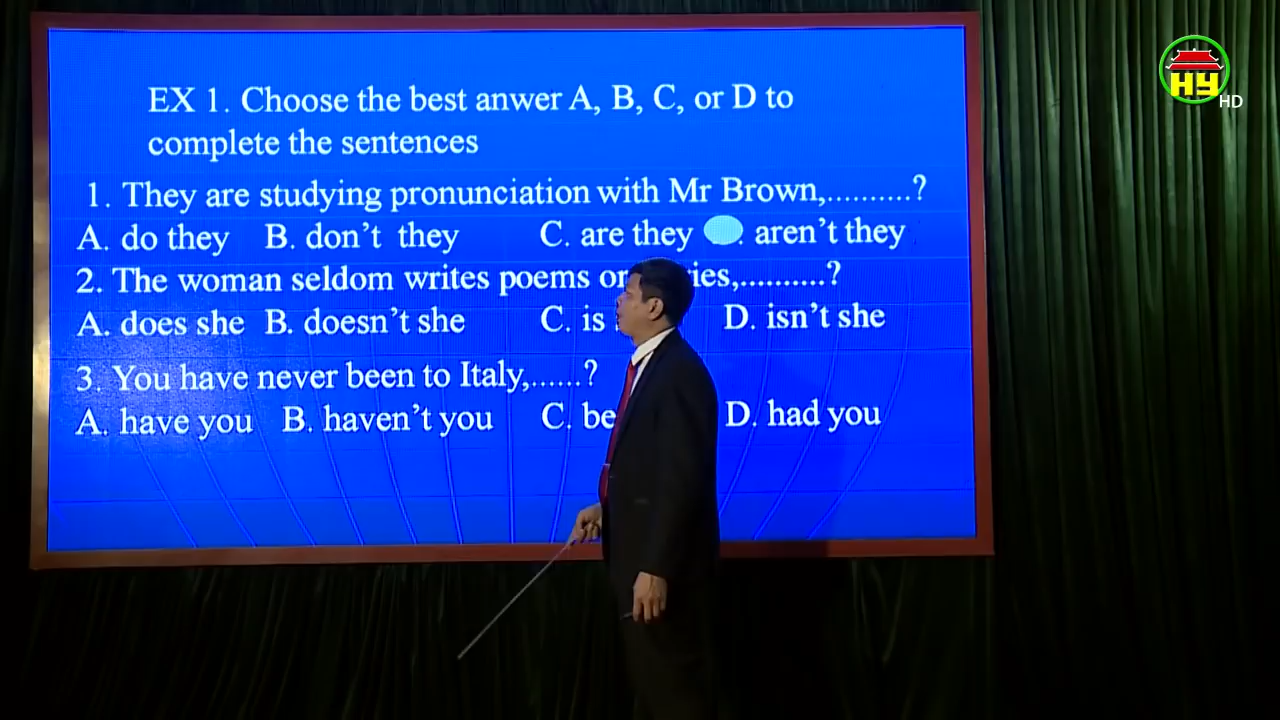 EX 1. Choose the best anwer A, B, C, or D to
complete the sentences
1. They are studying pronunciation with Mr Brown,..........?
A. do they B. don't they C. are they . aren't they
2. The woman seldom writes poems or ies,..........?
A. does she B. doesn't she C. is D. isn't she
3. You have never been to Italy,......?
A. have you B. haven't you C. be D. had you
HY
HD